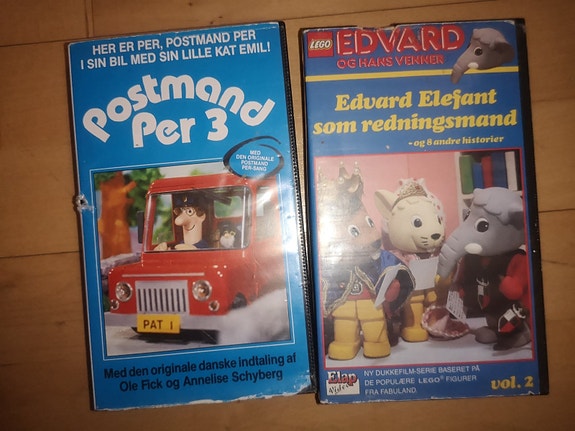 HER ER PER, POSTMAND PER
I SIN BIL MED SIN LILLE KAT EMIL!
Postmand
Per 3
MED
DEN ORIGINALE
POSTMAND
PER-SANG
PAT 1
Med den originale danske indtaling af
Ole Fick og Annelise Schyberg
LEGO
EDVARD
OG HANS VENNER
Edvard Elefant
som redningsmand
- og 8 andre historier
Elap
Video
NY DUKKEFILM-SERIE BASERET PÅ
DE POPULÆRE LEGO® FIGURER
FRA FABULAND.
vol. 2